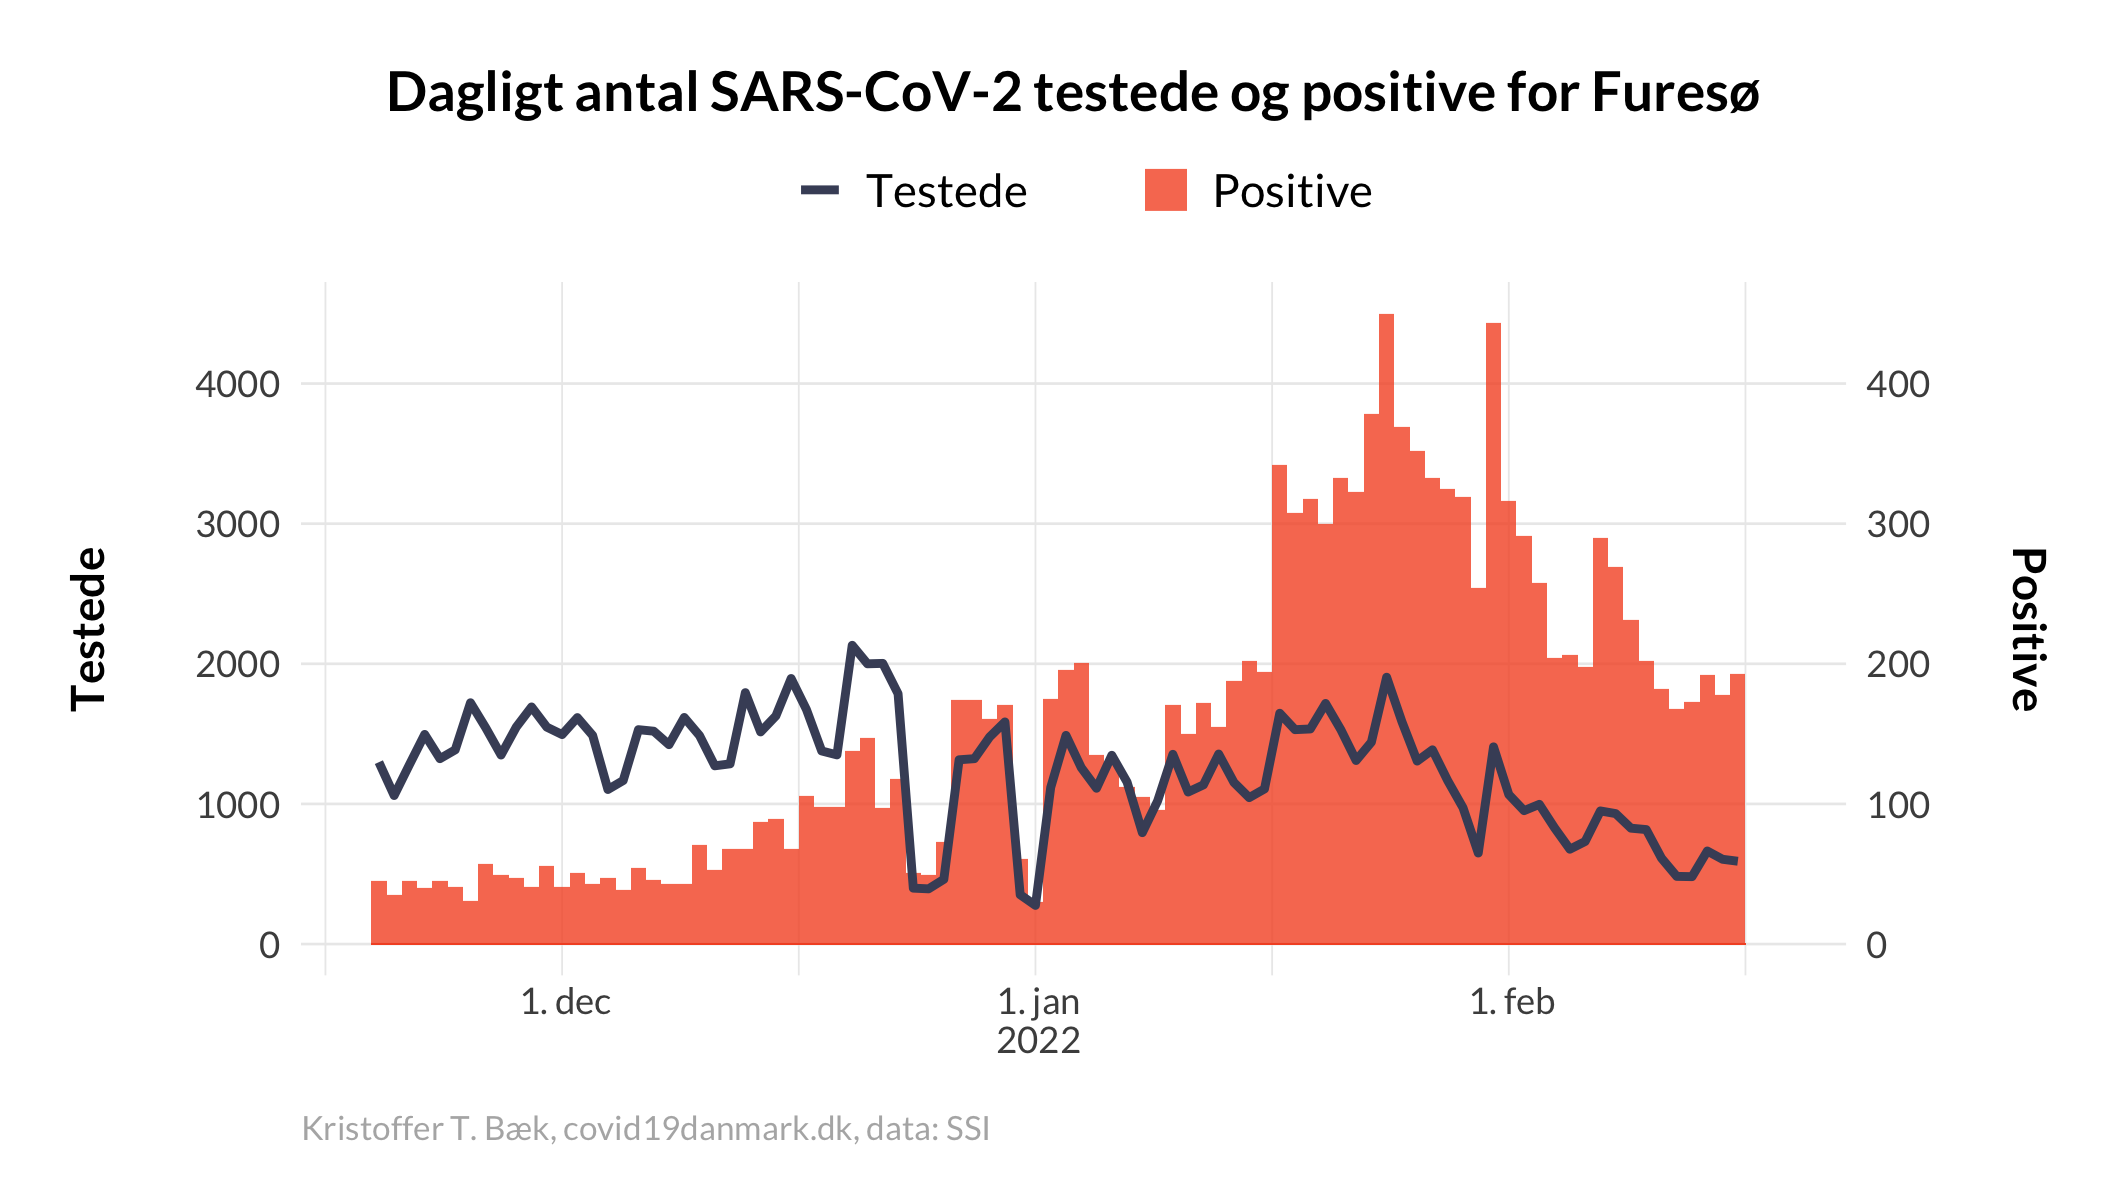 Dagligt antal SARS-CoV-2 testede og positive for Furesø
Testede
Positive
Testede
4000
3000
2000
1000
0
400
300
200
100
0
Positive
1. dec
1. jan
2022
1. feb
Kristoffer T. Bæk, covid19danmark.dk, data: SSI